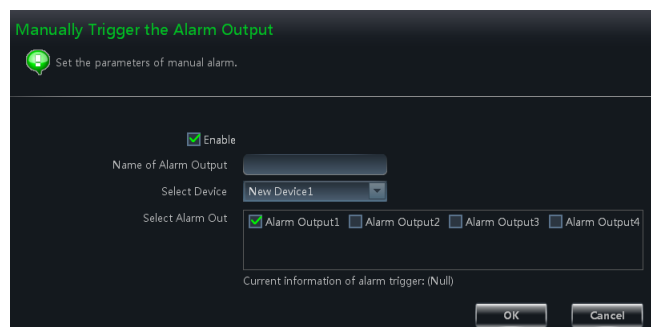 Manually Trigger the Alarm Output
Set the parameters of manual alarm.
Enable
Name of Alarm Output
Select Device New Device1
Select Alarm Out Alarm Output1 Alarm Output2 Alarm Output3 Alarm Output4
Current information of alarm trigger: (Null)
OK Cancel